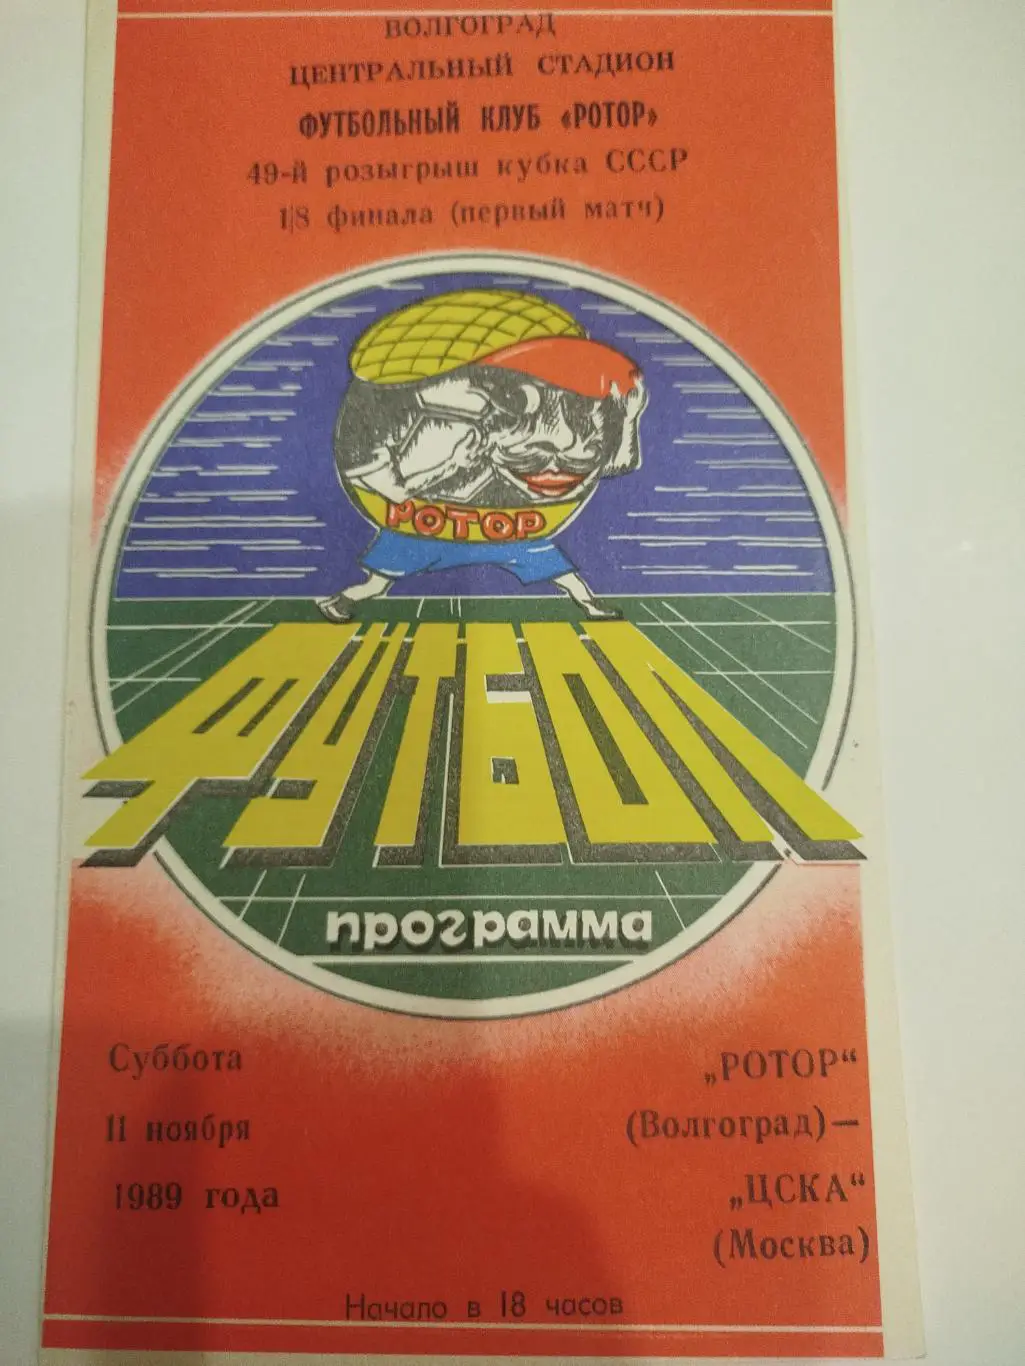 ВОЛГОГРАД
ЦЕНТРАЛЬНЫЙ СТАДИОН
ФУТБОЛЬНЫЙ КЛУБ «РОТОР»
49-й розыгрыш кубка СССР
1/8 финала (первый матч)
РОТОР
ФУТБОЛ
программа
Суббота
11 ноября
1989 года
„РОТОР“
(Волгоград)—
„ЦСКА“
(Москва)
Начало в 18 часов